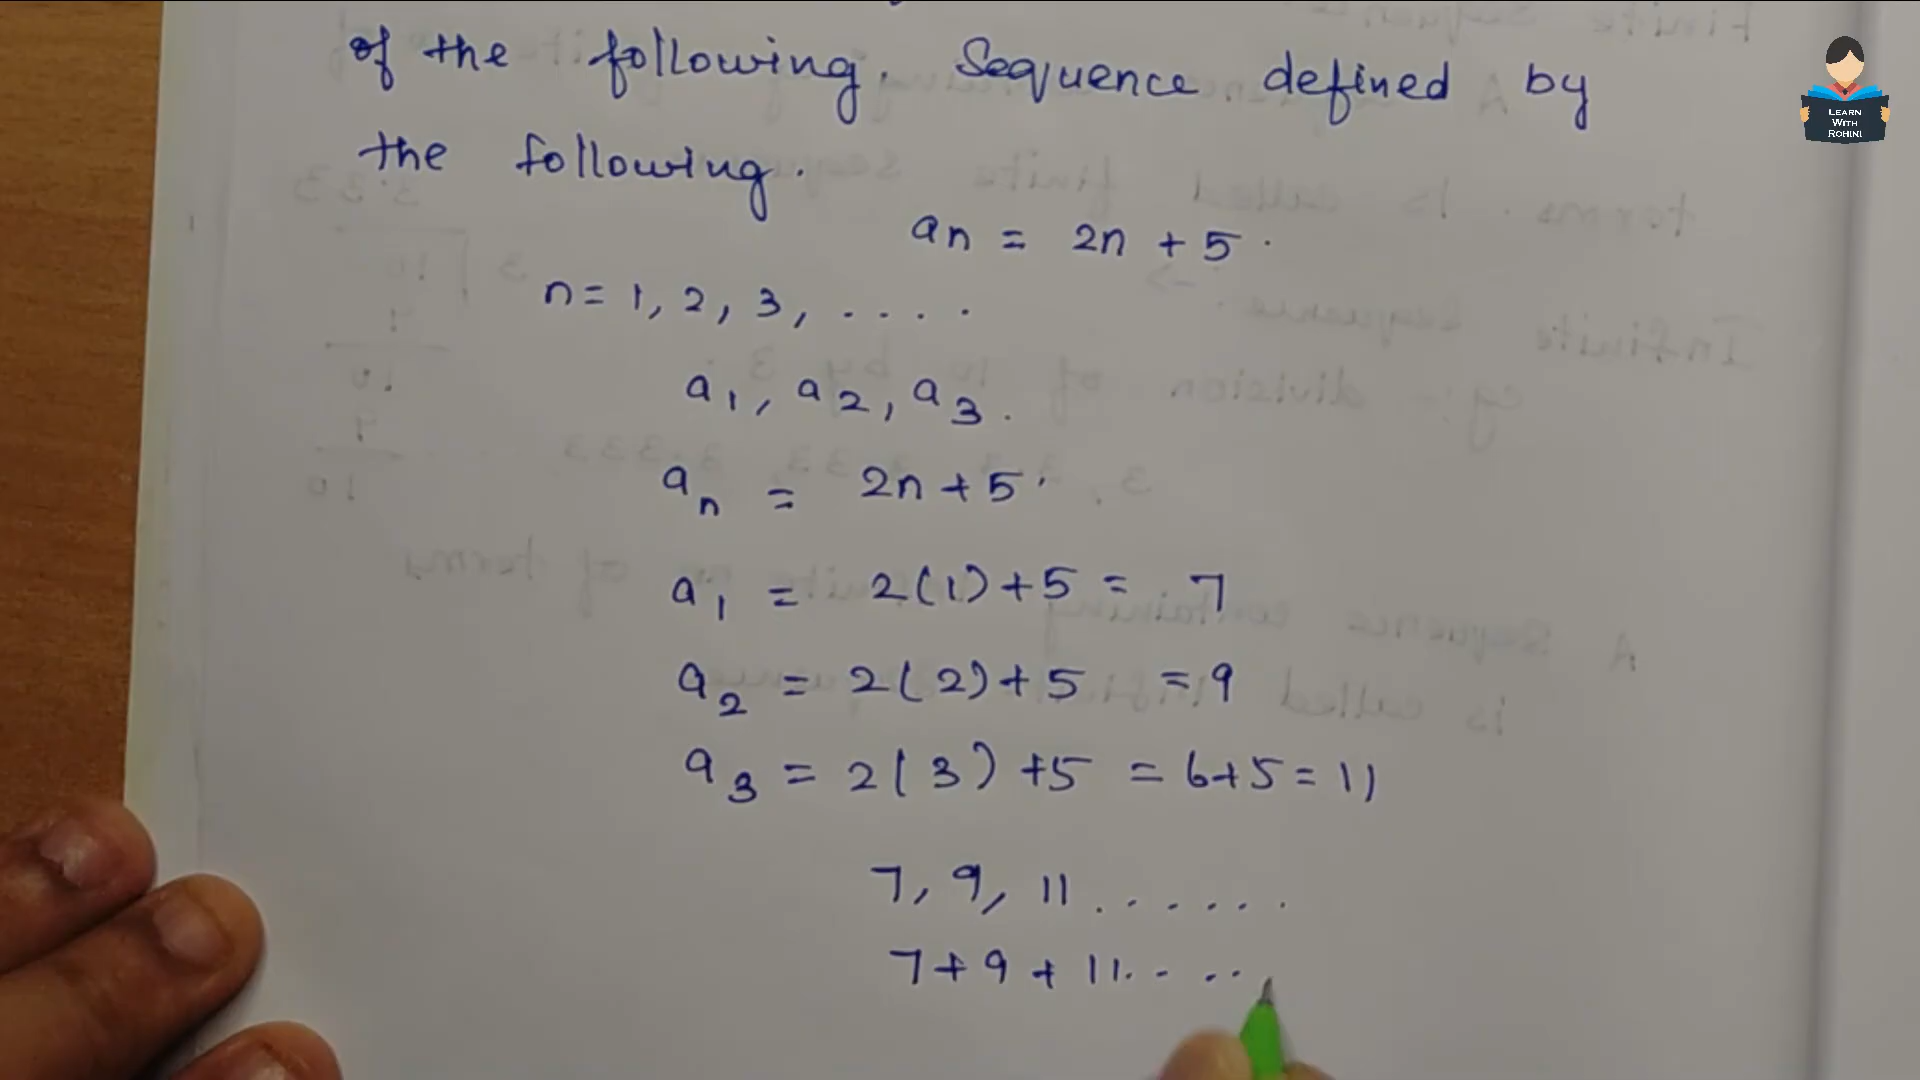 of the following. Sequence defined by
the following.
an = 2n + 5.
n = 1, 2, 3, ....
a1, a2, a3.
an = 2n + 5.
a1 = 2(1) + 5 = 7
a2 = 2(2) + 5 = 9
a3 = 2(3) + 5 = 6+5 = 11
7, 9, 11 ......
7 + 9 + 11.....
LEARN
WITH
ROHINI